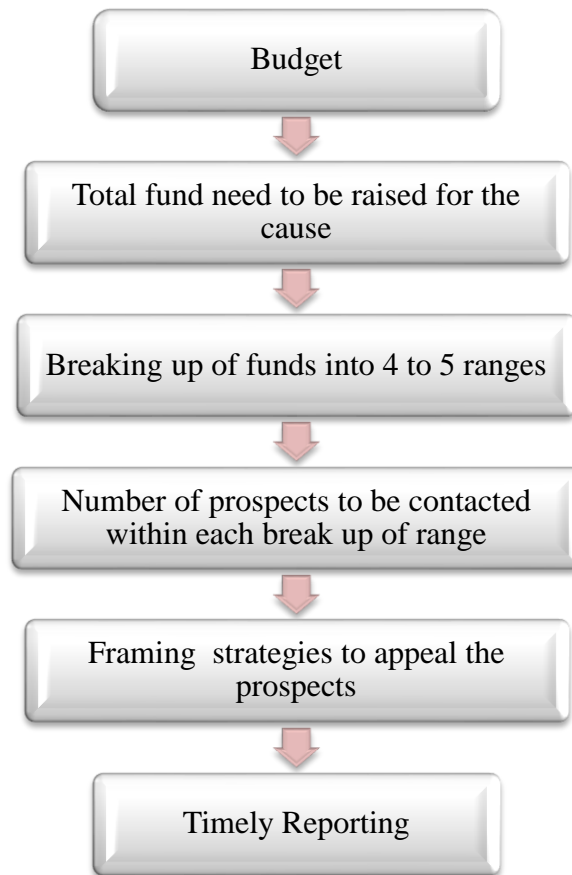 Budget
Total fund need to be raised for the
cause
Breaking up of funds into 4 to 5 ranges
Number of prospects to be contacted
within each break up of range
Framing  strategies to appeal the
prospects
Timely Reporting